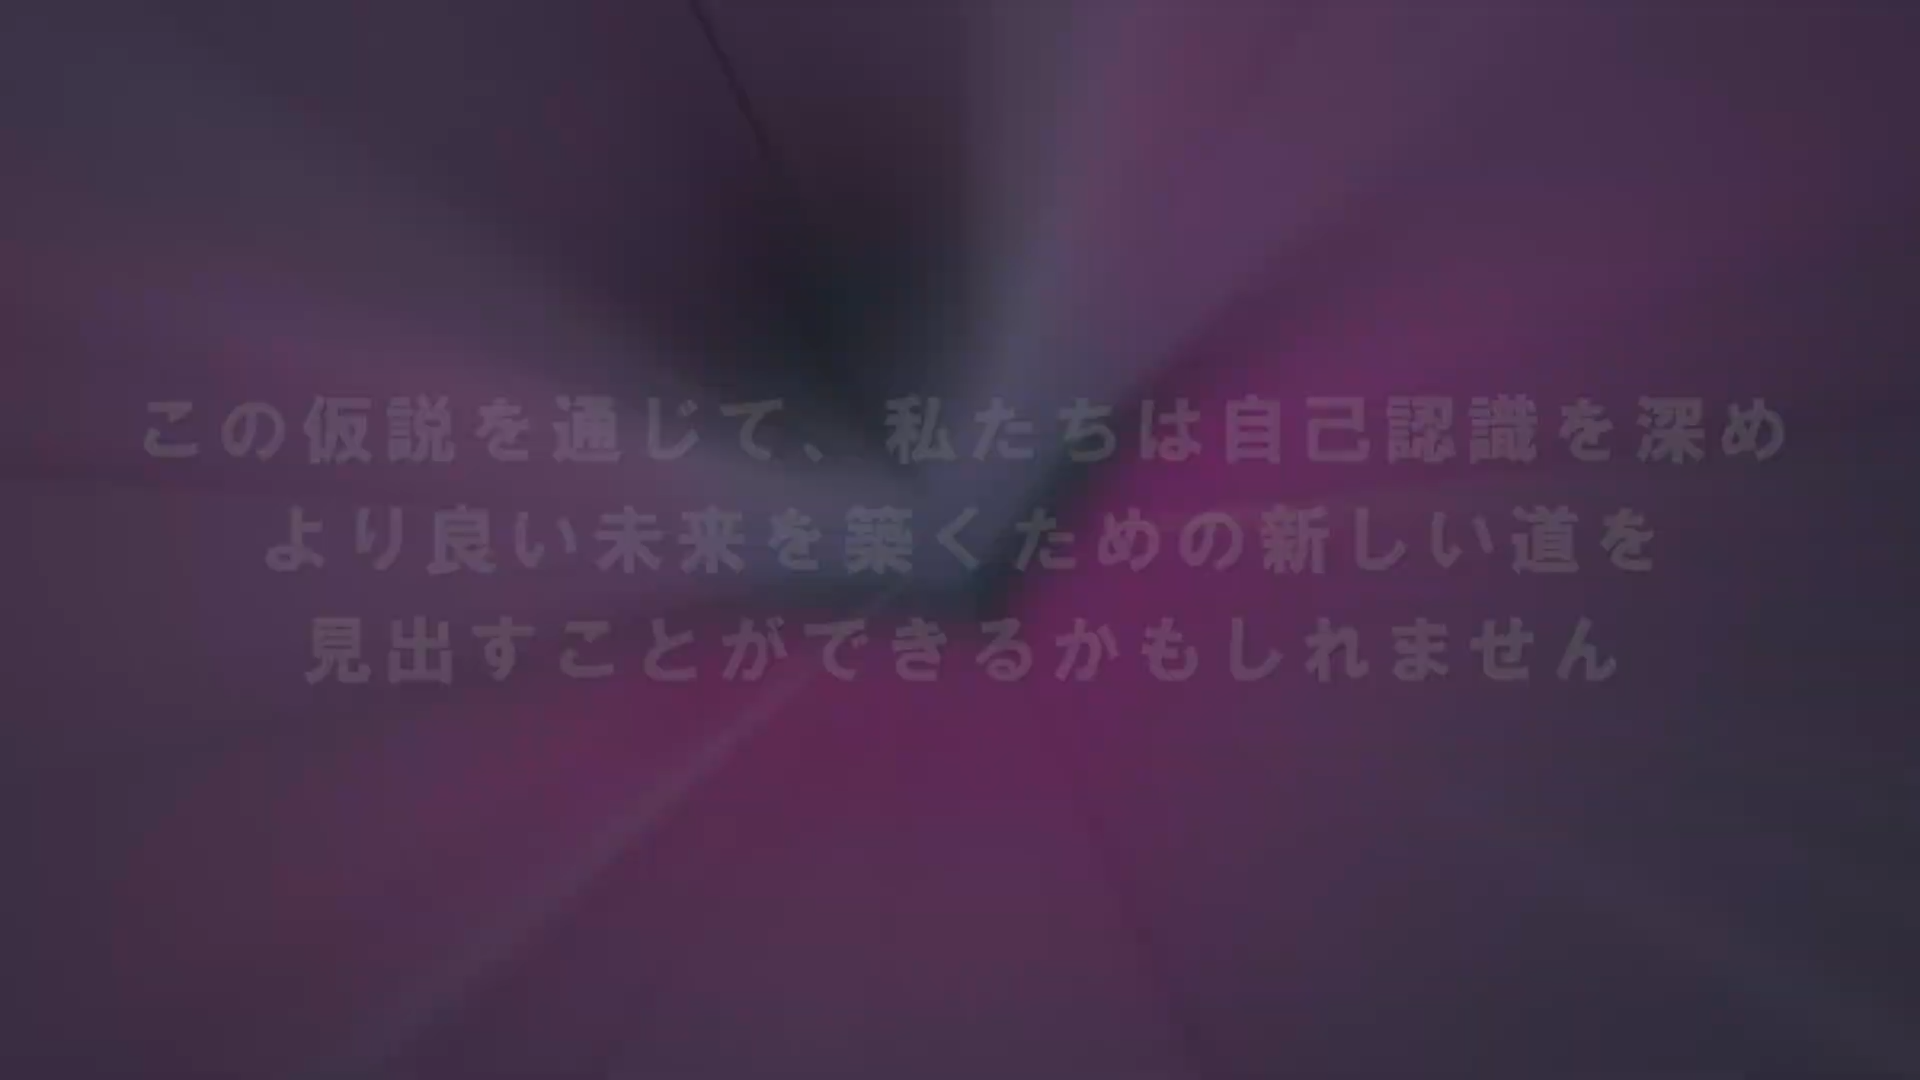 この仮説を通じて、私たちは自己認識を深め
より良い未来を築くための新しい道を
見出すことができるかもしれません